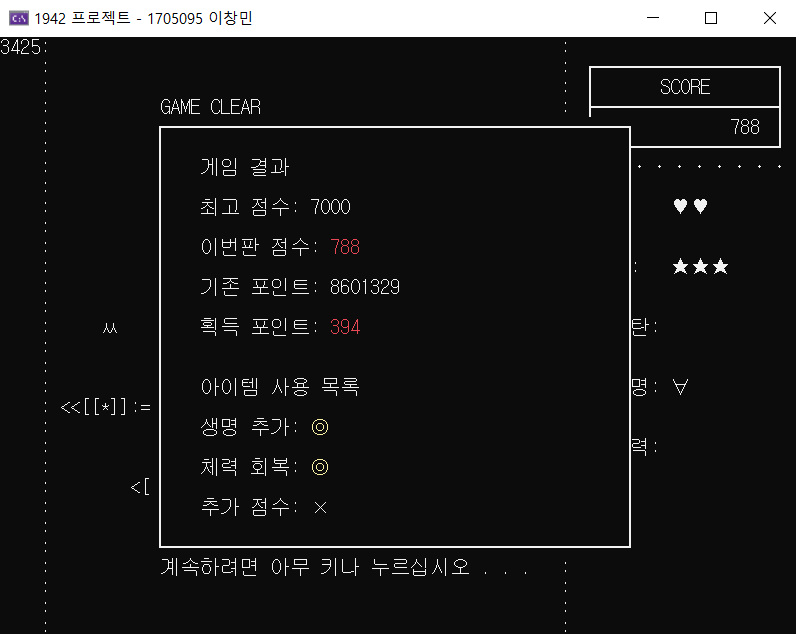 1942 프로젝트 - 1705095 이창민
3425:
SCORE
788
GAME CLEAR
게임 결과
최고 점수: 7000
이번판 점수: 788
기존 포인트: 8601329
획득 포인트: 394
아이템 사용 목록
생명 추가: ◎
체력 회복: ◎
추가 점수: ×
♥♥
: ★★★
탄:
명: ∀
력:
ㅆ
<<[[*]]:=
<[
계속하려면 아무 키나 누르십시오 . . .